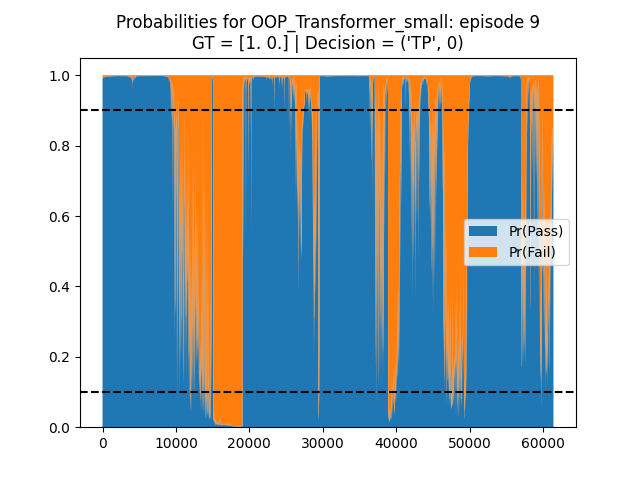 Probabilities for OOP_Transformer_small: episode 9
GT = [1. 0.] | Decision = ('TP', 0)
1.0
0.8
0.6
0.4
0.2
0.0
Pr(Pass)
Pr(Fail)
0 10000 20000 30000 40000 50000 60000